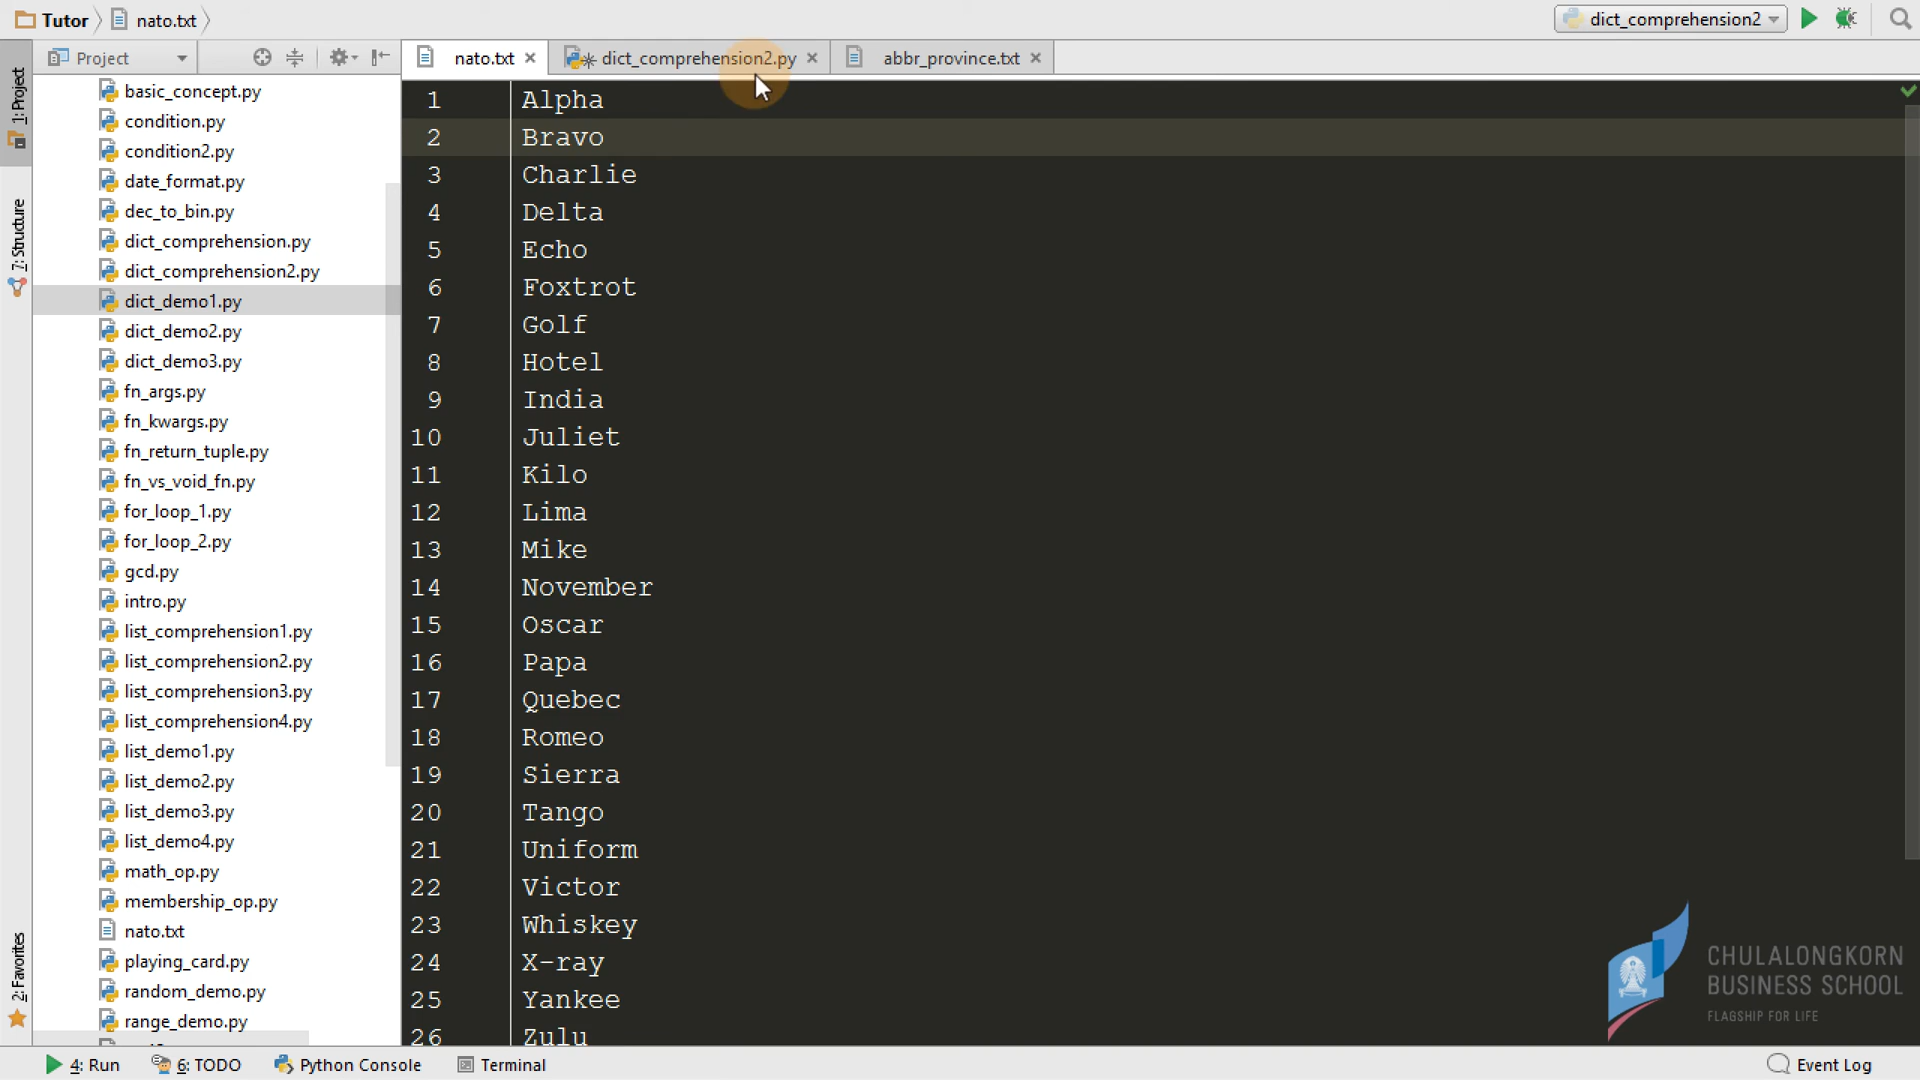 Tutor nato.txt dict_comprehension2
Project nato.txt dict_comprehension2.py abbr_province.txt
1: Project
7: Structure
2: Favorites
basic_concept.py
condition.py
condition2.py
date_format.py
dec_to_bin.py
dict_comprehension.py
dict_comprehension2.py
dict_demo1.py
dict_demo2.py
dict_demo3.py
fn_args.py
fn_kwargs.py
fn_return_tuple.py
fn_vs_void_fn.py
for_loop_1.py
for_loop_2.py
gcd.py
intro.py
list_comprehension1.py
list_comprehension2.py
list_comprehension3.py
list_comprehension4.py
list_demo1.py
list_demo2.py
list_demo3.py
list_demo4.py
math_op.py
membership_op.py
nato.txt
playing_card.py
random_demo.py
range_demo.py
1 Alpha
2 Bravo
3 Charlie
4 Delta
5 Echo
6 Foxtrot
7 Golf
8 Hotel
9 India
10 Juliet
11 Kilo
12 Lima
13 Mike
14 November
15 Oscar
16 Papa
17 Quebec
18 Romeo
19 Sierra
20 Tango
21 Uniform
22 Victor
23 Whiskey
24 X-ray
25 Yankee
26 Zulu
CHULALONGKORN
BUSINESS SCHOOL
FLAGSHIP FOR LIFE
4: Run 6: TODO Python Console Terminal Event Log